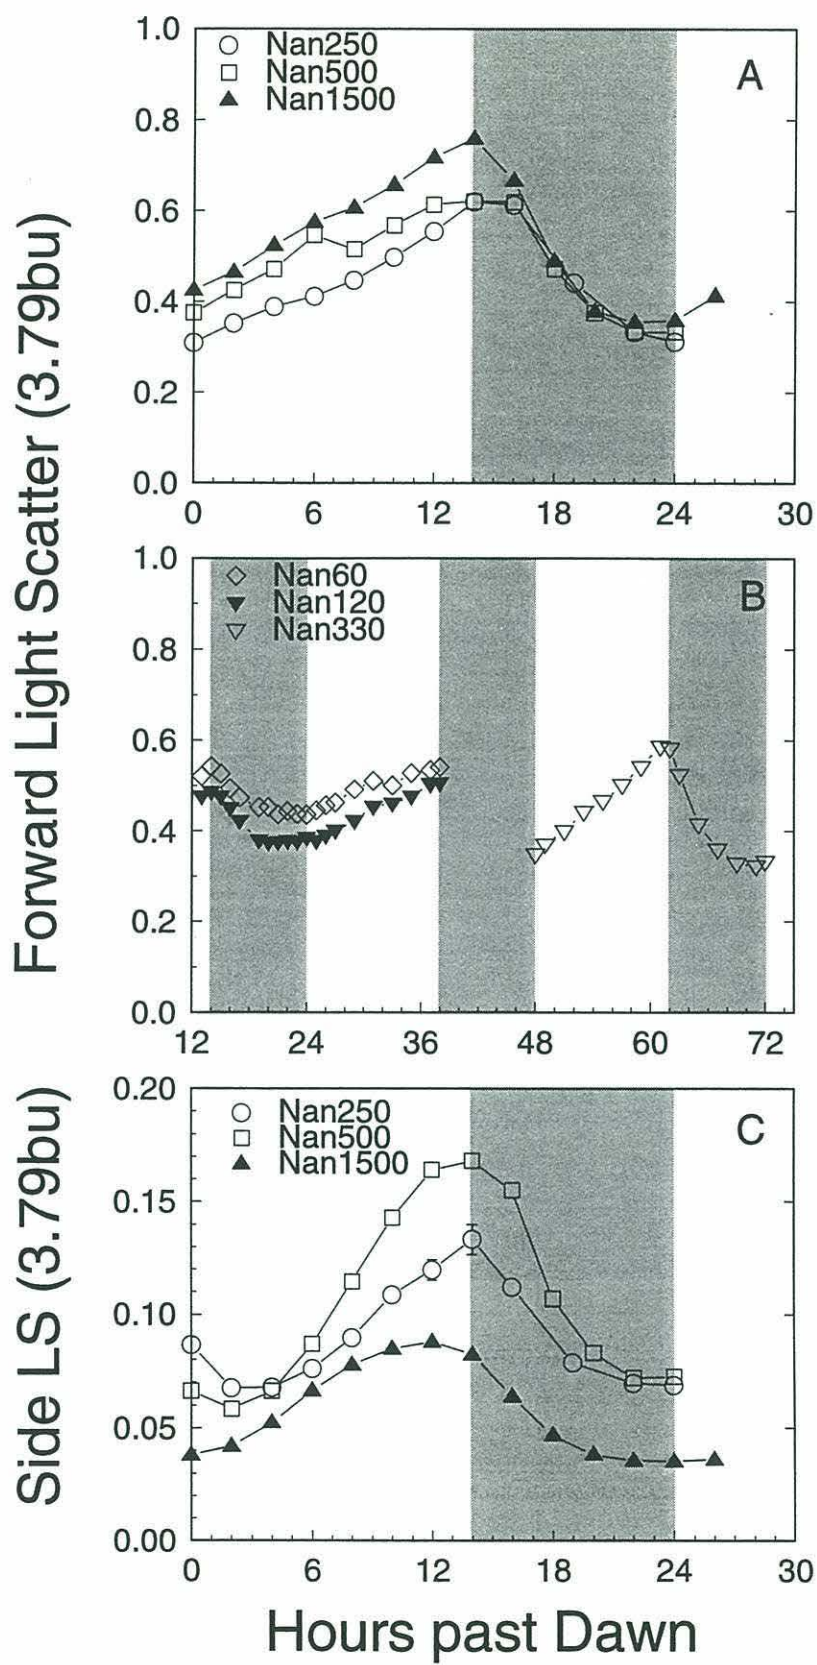 Forward Light Scatter (3.79bu)
1.0
0.8
0.6
0.4
0.2
0.0
Nan250
Nan500
Nan1500
A
0 6 12 18 24 30
1.0
0.8
0.6
0.4
0.2
0.0
Nan60
Nan120
Nan330
B
12 24 36 48 60 72
Side LS (3.79bu)
0.20
0.15
0.10
0.05
0.00
Nan250
Nan500
Nan1500
C
0 6 12 18 24 30
Hours past Dawn